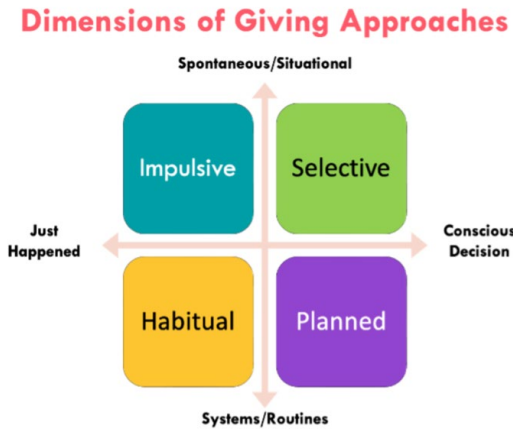 Dimensions of Giving Approaches
Spontaneous/Situational
Impulsive
Selective
Just
Happened
Conscious
Decision
Habitual
Planned
Systems/Routines